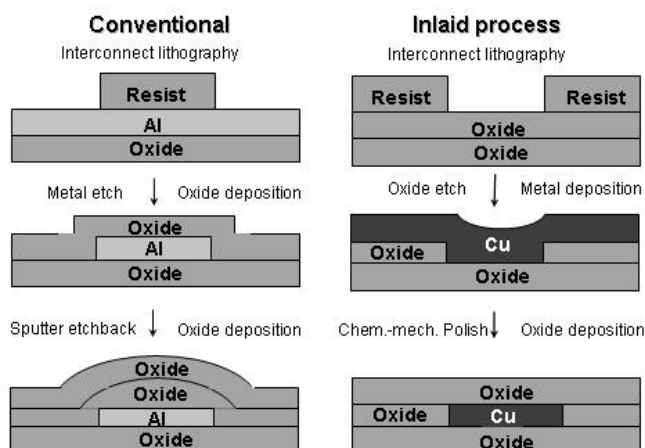 Conventional
Interconnect lithography
Resist
Al
Oxide
Metal etch Oxide deposition
Oxide
Al
Oxide
Sputter etchback Oxide deposition
Oxide
Oxide
Al
Oxide
Inlaid process
Interconnect lithography
Resist Resist
Oxide
Oxide
Oxide etch Metal deposition
Cu
Oxide
Oxide
Chem.-mech. Polish Oxide deposition
Oxide
Oxide Cu
Oxide